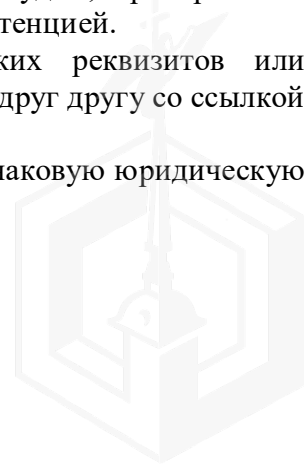 тенцией.
ких реквизитов или
друг другу со ссылкой
наковую юридическую